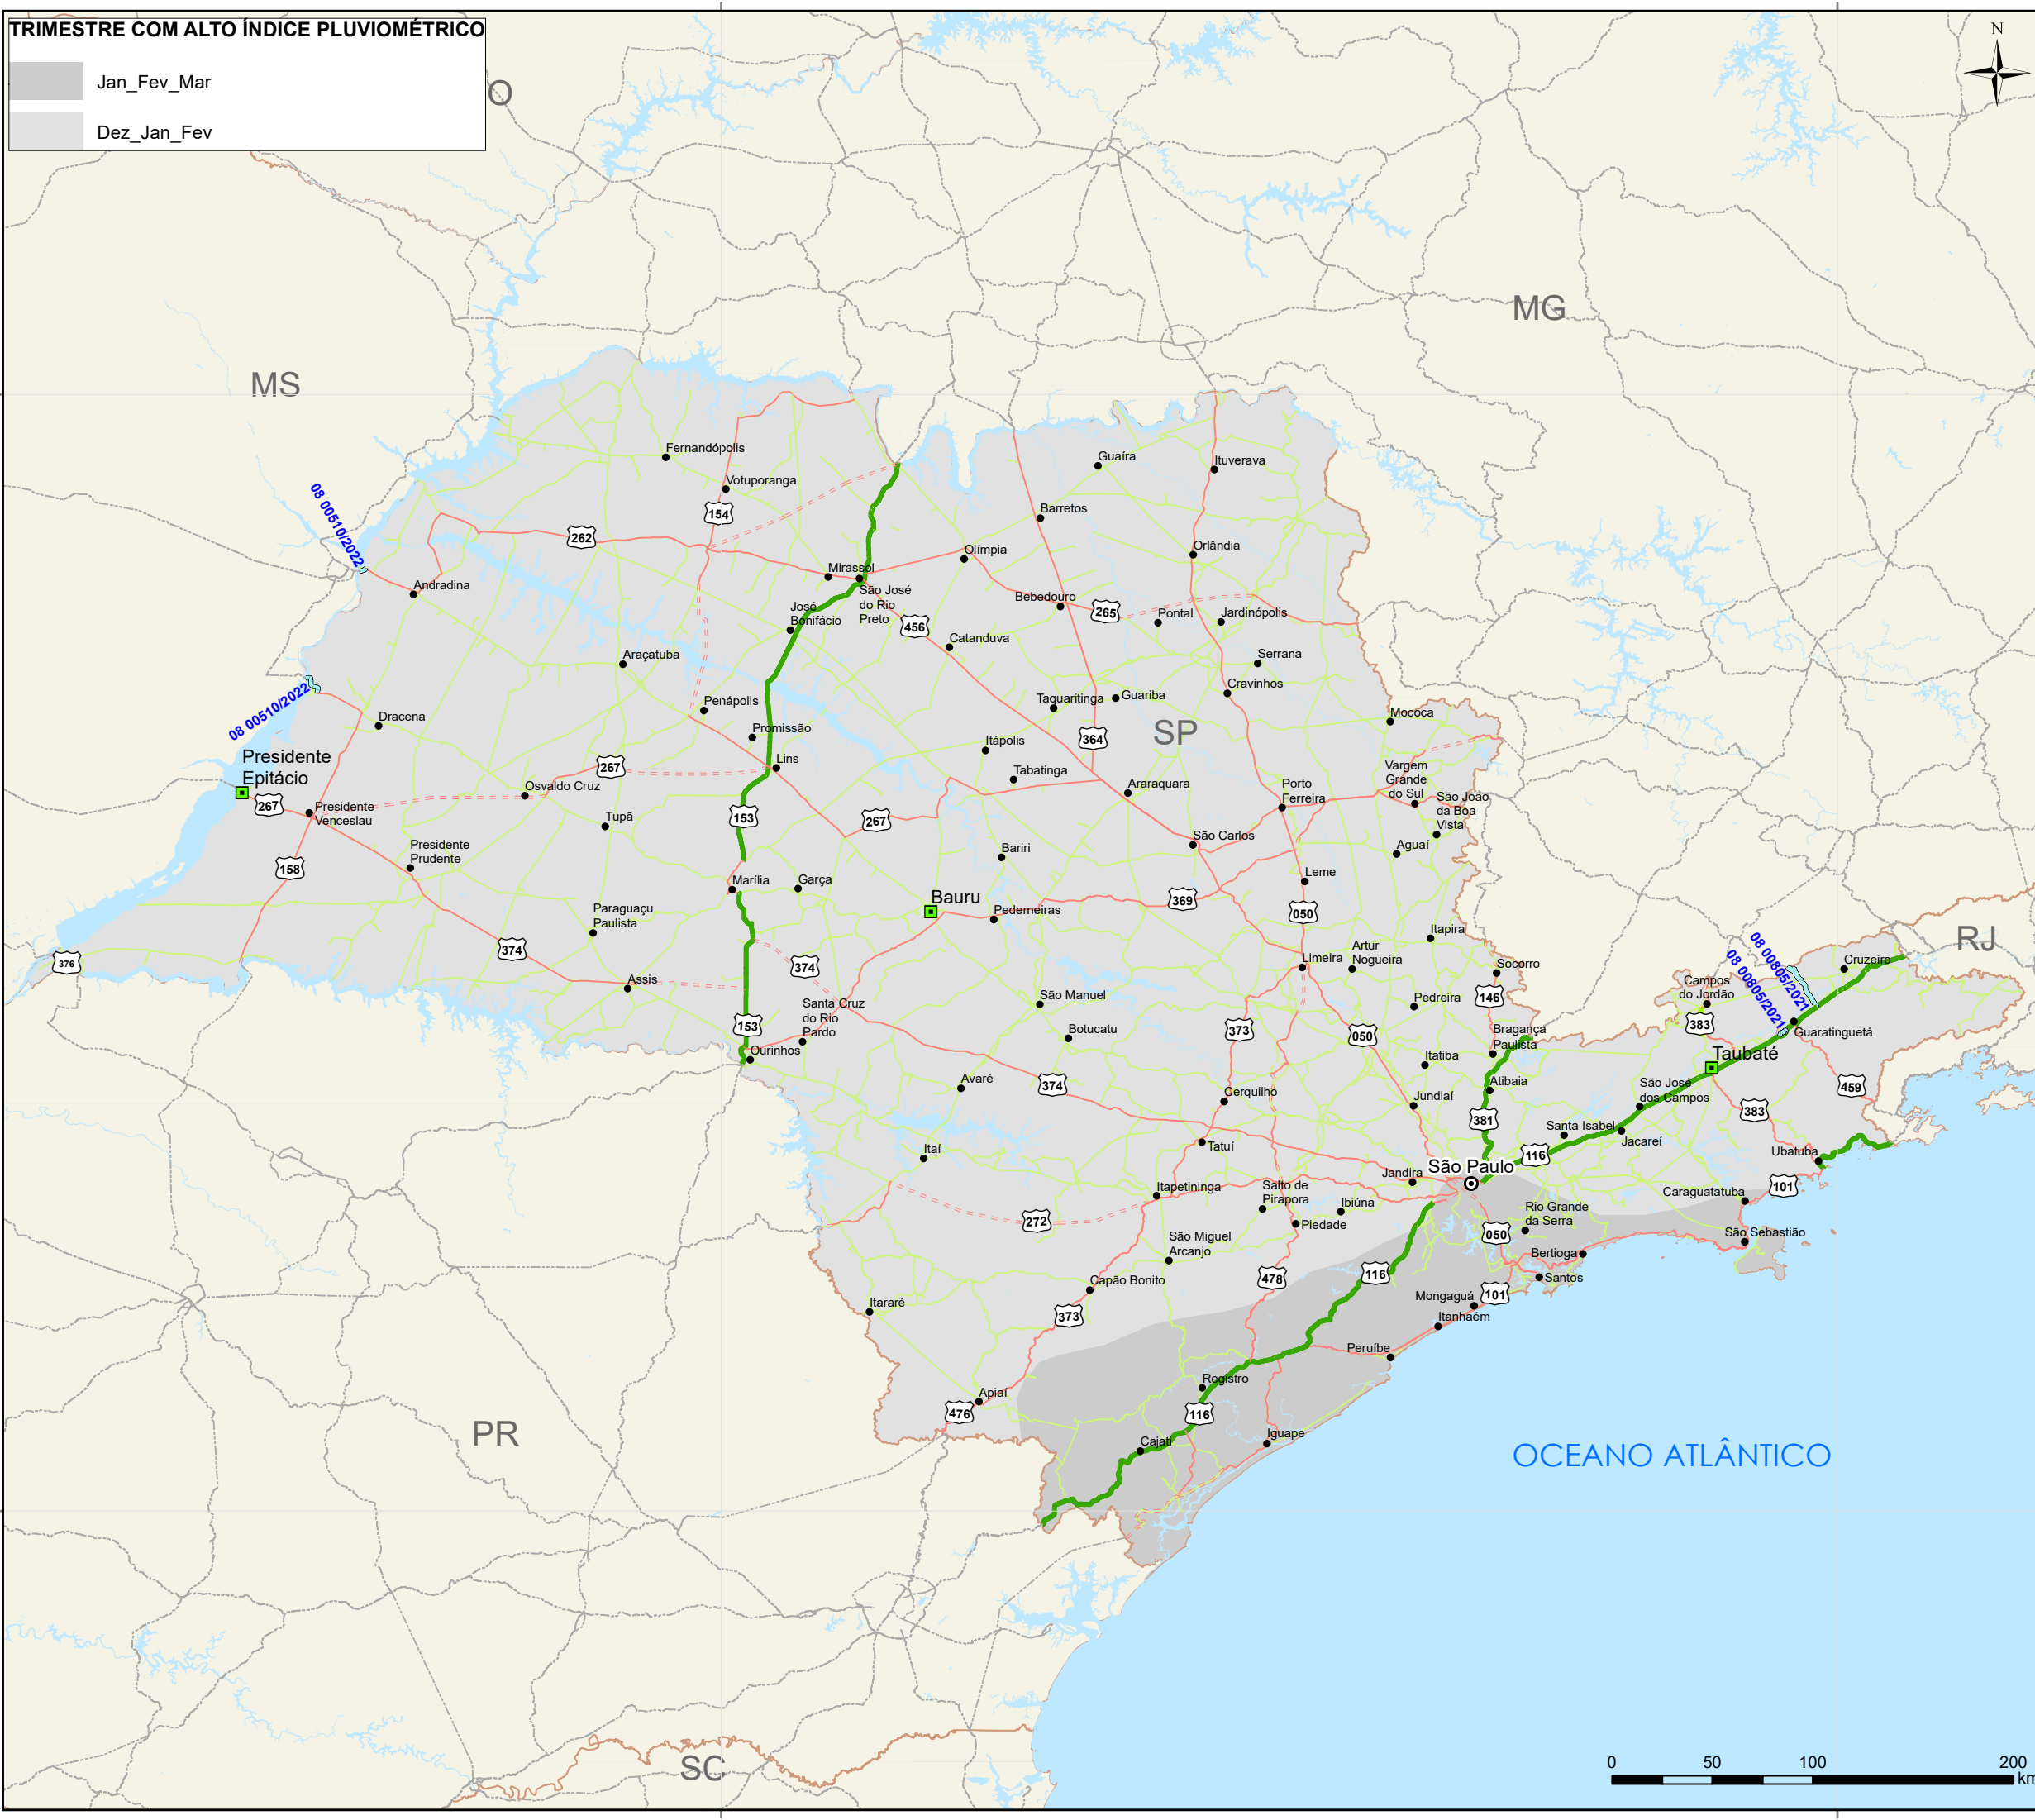 TRIMESTRE COM ALTO ÍNDICE PLUVIOMÉTRICO
Jan_Fev_Mar
Dez_Jan_Fev
O
N
MG
MS
Fernandópolis
Votuporanga
154
262
Guaíra
Ituverava
Barretos
Orlândia
Olímpia
08 00510/2022
Andradina
Mirassol
São José
do Rio
Preto
José
Bonifácio
456
Bebedouro
265
Pontal
Jardinópolis
Catanduva
Serrana
Cravinhos
Araçatuba
Penápolis
Promissão
Taquaritinga
Guariba
SP
364
Mococa
08 00510/2022
Dracena
Presidente
Epitácio
267
Presidente
Venceslau
267
Osvaldo Cruz
Lins
Itápolis
Tabatinga
Araraquara
Porto
Ferreira
Vargem
Grande
do Sul
São João
da Boa
Vista
Tupã
153
267
São Carlos
Aguaí
158
Presidente
Prudente
Bariri
Marília
Garça
Leme
Bauru
Pederneiras
369
050
Paraguaçu
Paulista
Itapira
376
374
374
Assis
Limeira
Artur
Nogueira
Socorro
146
Pedreira
São Manuel
Santa Cruz
do Rio
Pardo
Botucatu
373
050
153
Ourinhos
Bragança
Paulista
Itatiba
Atibaia
Avaré
374
Cerquilho
Jundiaí
381
RJ
08 00805/2021
08 00805/2021
Cruzeiro
Campos
do Jordão
383
Guaratinguetá
Taubaté
459
383
São José
dos Campos
Santa Isabel
Jacareí
116
Ubatuba
101
Caraguatatuba
São Sebastião
Itaí
Tatuí
São Paulo
Jandira
Itapetininga
Salto de
Pirapora
Ibiúna
Piedade
272
São Miguel
Arcanjo
Rio Grande
da Serra
050
Bertioga
Santos
116
478
Capão Bonito
373
Itararé
Mongaguá
101
Itanhaém
Peruíbe
Registro
116
Apiaí
476
Cajati
Iguape
PR
OCEANO ATLÂNTICO
SC
0 50 100 200
km